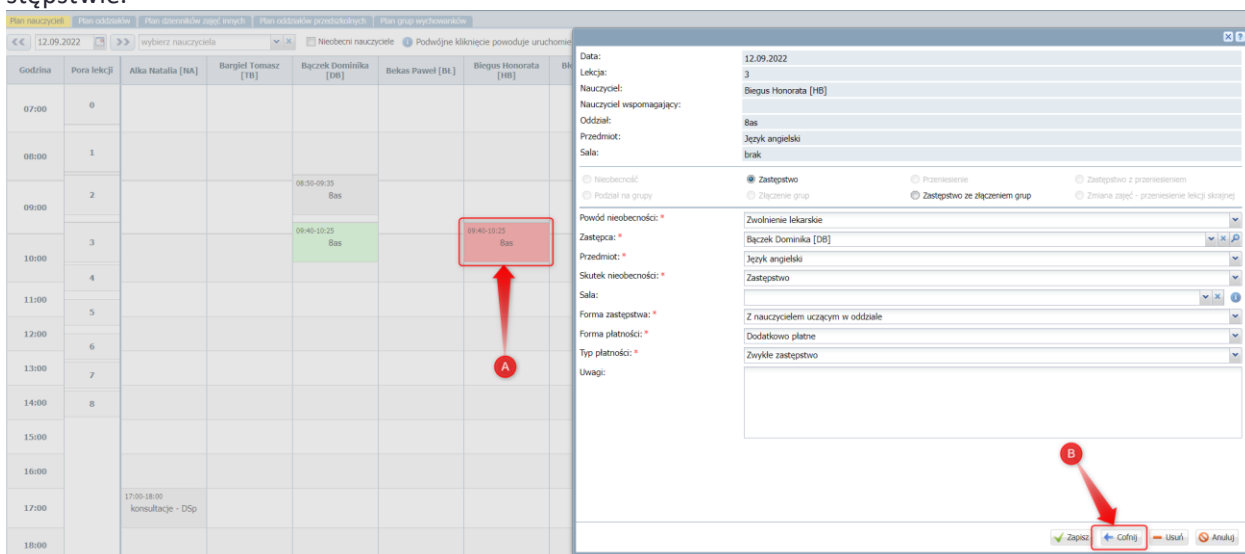 stępstwie.
Plan nauczycieli Plan oddziałów Plan dzienników zajęć innych Plan oddziałów przedszkolnych Plan grup wychowanków
<< 12.09.2022 >> wybierz nauczyciela Nieobecni nauczyciele Podwójne kliknięcie powoduje uruchomie
Godzina Pora lekcji Alka Natalia [NA] Bargieł Tomasz [TB] Bączek Dominika [DB] Bekas Paweł [BŁ] Biegus Honorata [HB]
07:00 0
08:00 1
08:50-09:35
8as
2
09:00
09:40-10:25 09:40-10:25
8as 8as
3
10:00
4
11:00
5
12:00
6
13:00
7
A
14:00 8
15:00
16:00
17:00-18:00
17:00 konsultacje - DSp
18:00
Data: 12.09.2022
Lekcja: 3
Nauczyciel: Biegus Honorata [HB]
Nauczyciel wspomagający:
Oddział: 8as
Przedmiot: Język angielski
Sala: brak
Nieobecność Zastępstwo Przeniesienie Zastępstwo z przeniesieniem
Podział na grupy Złączenie grup Zastępstwo ze złączeniem grup Zmiana zajęć - przeniesienie lekcji skrajnej
Powód nieobecności: * Zwolnienie lekarskie
Zastępca: * Bączek Dominika [DB]
Przedmiot: * Język angielski
Skutek nieobecności: * Zastępstwo
Sala:
Forma zastępstwa: * Z nauczycielem uczącym w oddziale
Forma płatności: * Dodatkowo płatne
Typ płatności: * Zwykłe zastępstwo
Uwagi:
B
Zapisz Cofnij Usuń Anuluj